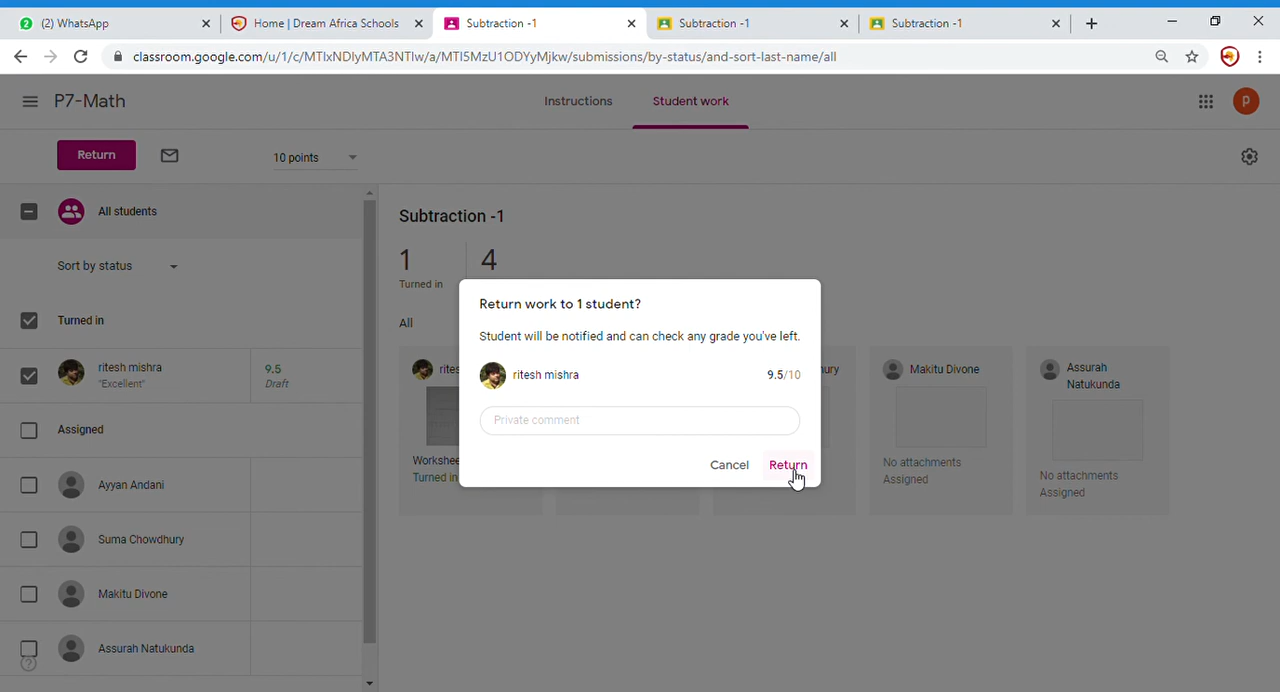 (2) WhatsApp
Home | Dream Africa Schools
Subtraction -1
Subtraction -1
Subtraction -1
classroom.google.com/u/1/c/MTIxNDIyMTA3NTIw/a/MTI5MzU1ODYyMjkw/submissions/by-status/and-sort-last-name/all
P7-Math
Instructions
Student work
p
Return
10 points
All students
Sort by status
Turned in
ritesh mishra
"Excellent"
9.5
Draft
Assigned
Ayyan Andani
Suma Chowdhury
Makitu Divone
Assurah Natukunda
Subtraction -1
1
Turned in
4
All
Return work to 1 student?
Student will be notified and can check any grade you've left.
ritesh mishra
9.5/10
Private comment
Cancel
Return
rites
Workshee
Turned in
hury
Makitu Divone
No attachments
Assigned
Assurah
Natukunda
No attachments
Assigned